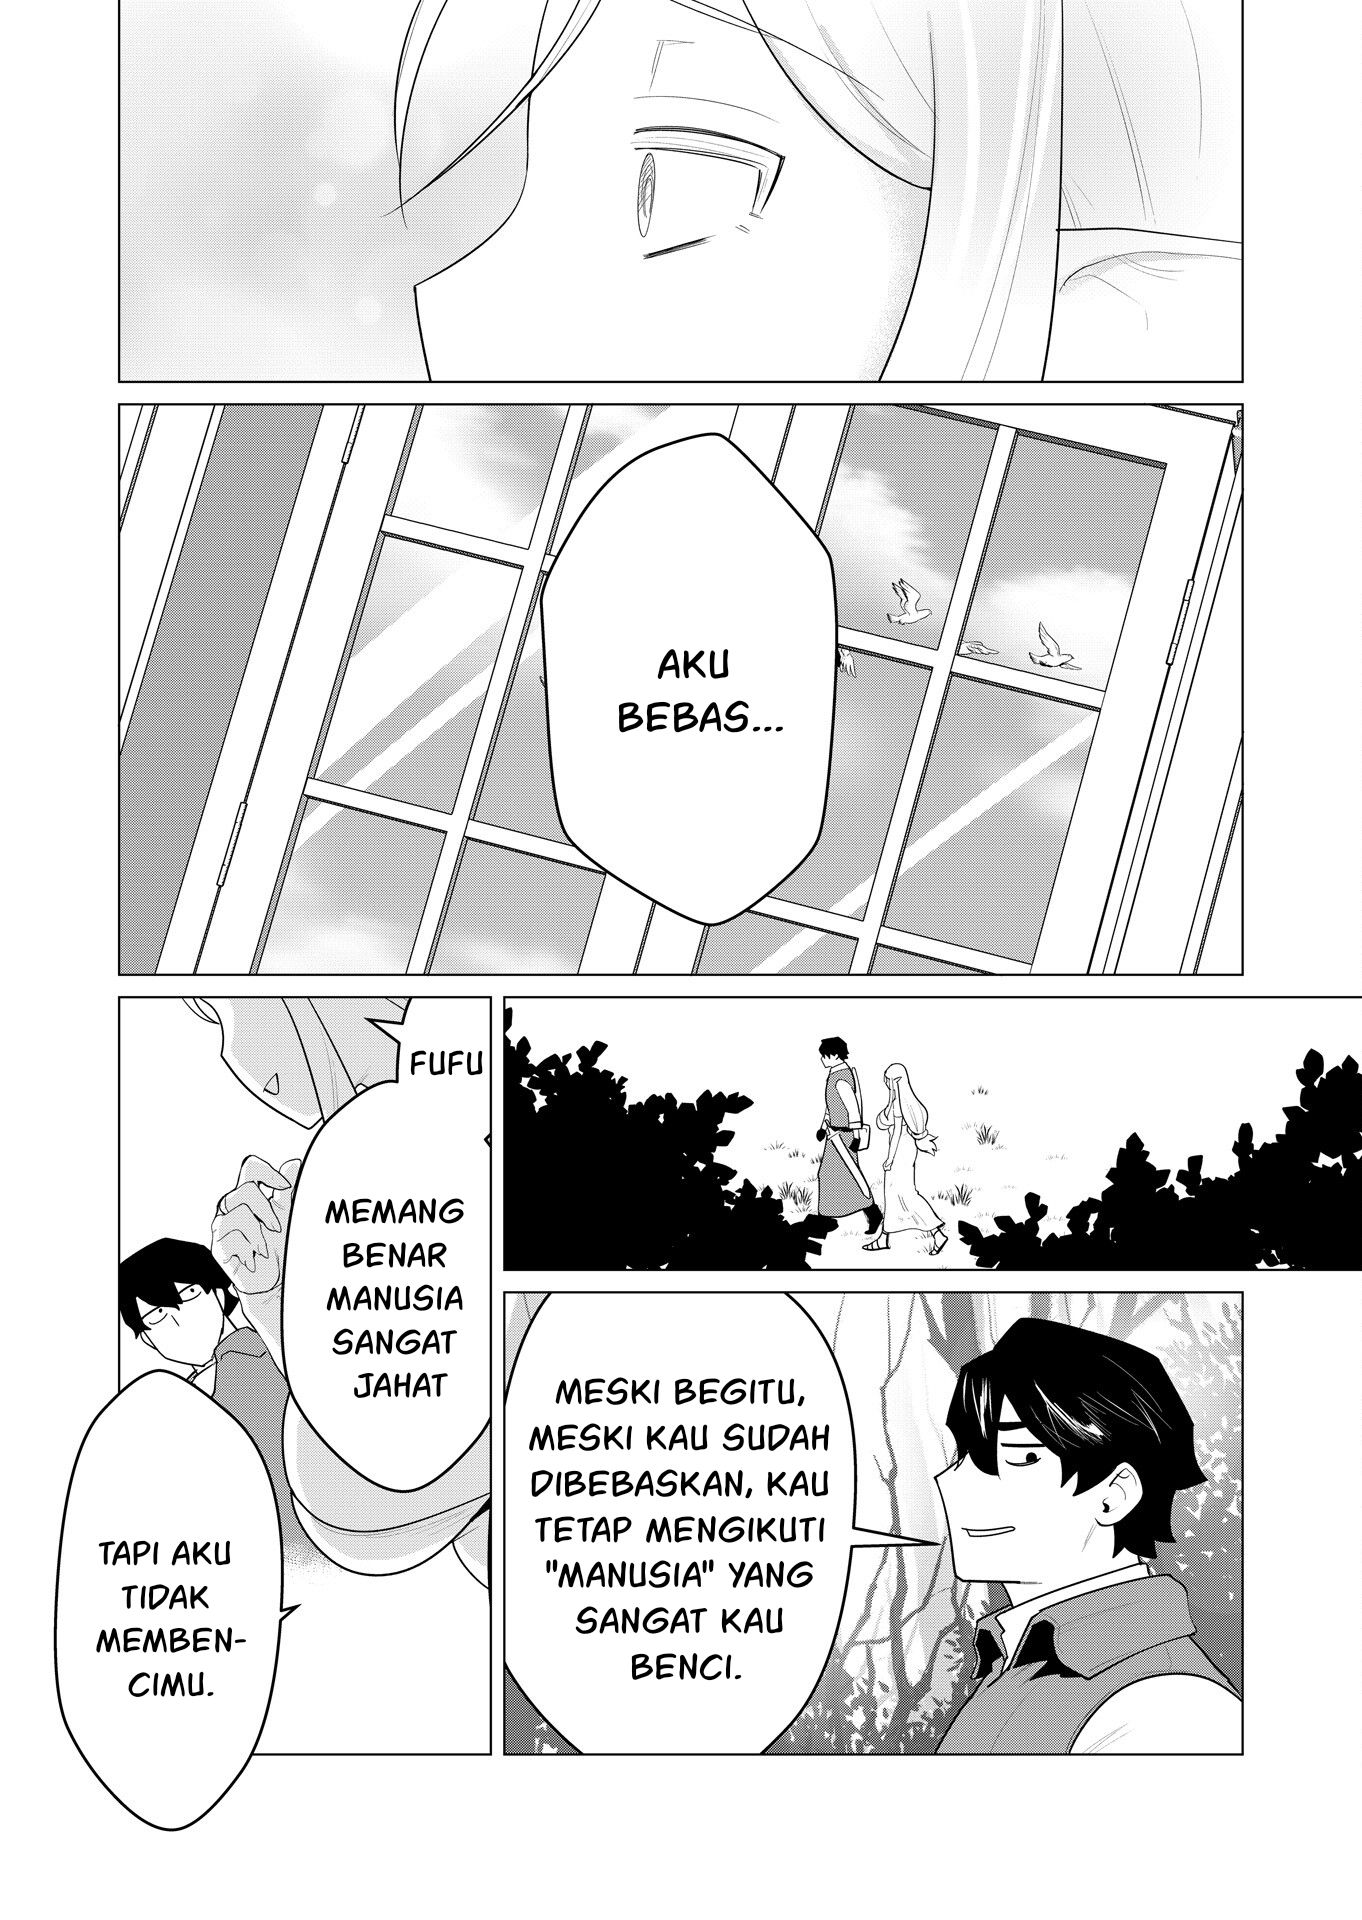 AKU
BEBAS...
MESKI BEGITU,
MESKI KAU SUDAH
DIBEBASKAN, KAU
TETAP MENGIKUTI
"MANUSIA" YANG
SANGAT KAU
BENCI.
FUFU
MEMANG
BENAR
MANUSIA
SANGAT
JAHAT
TAPI AKU
TIDAK
MEMBEN-
CIMU.